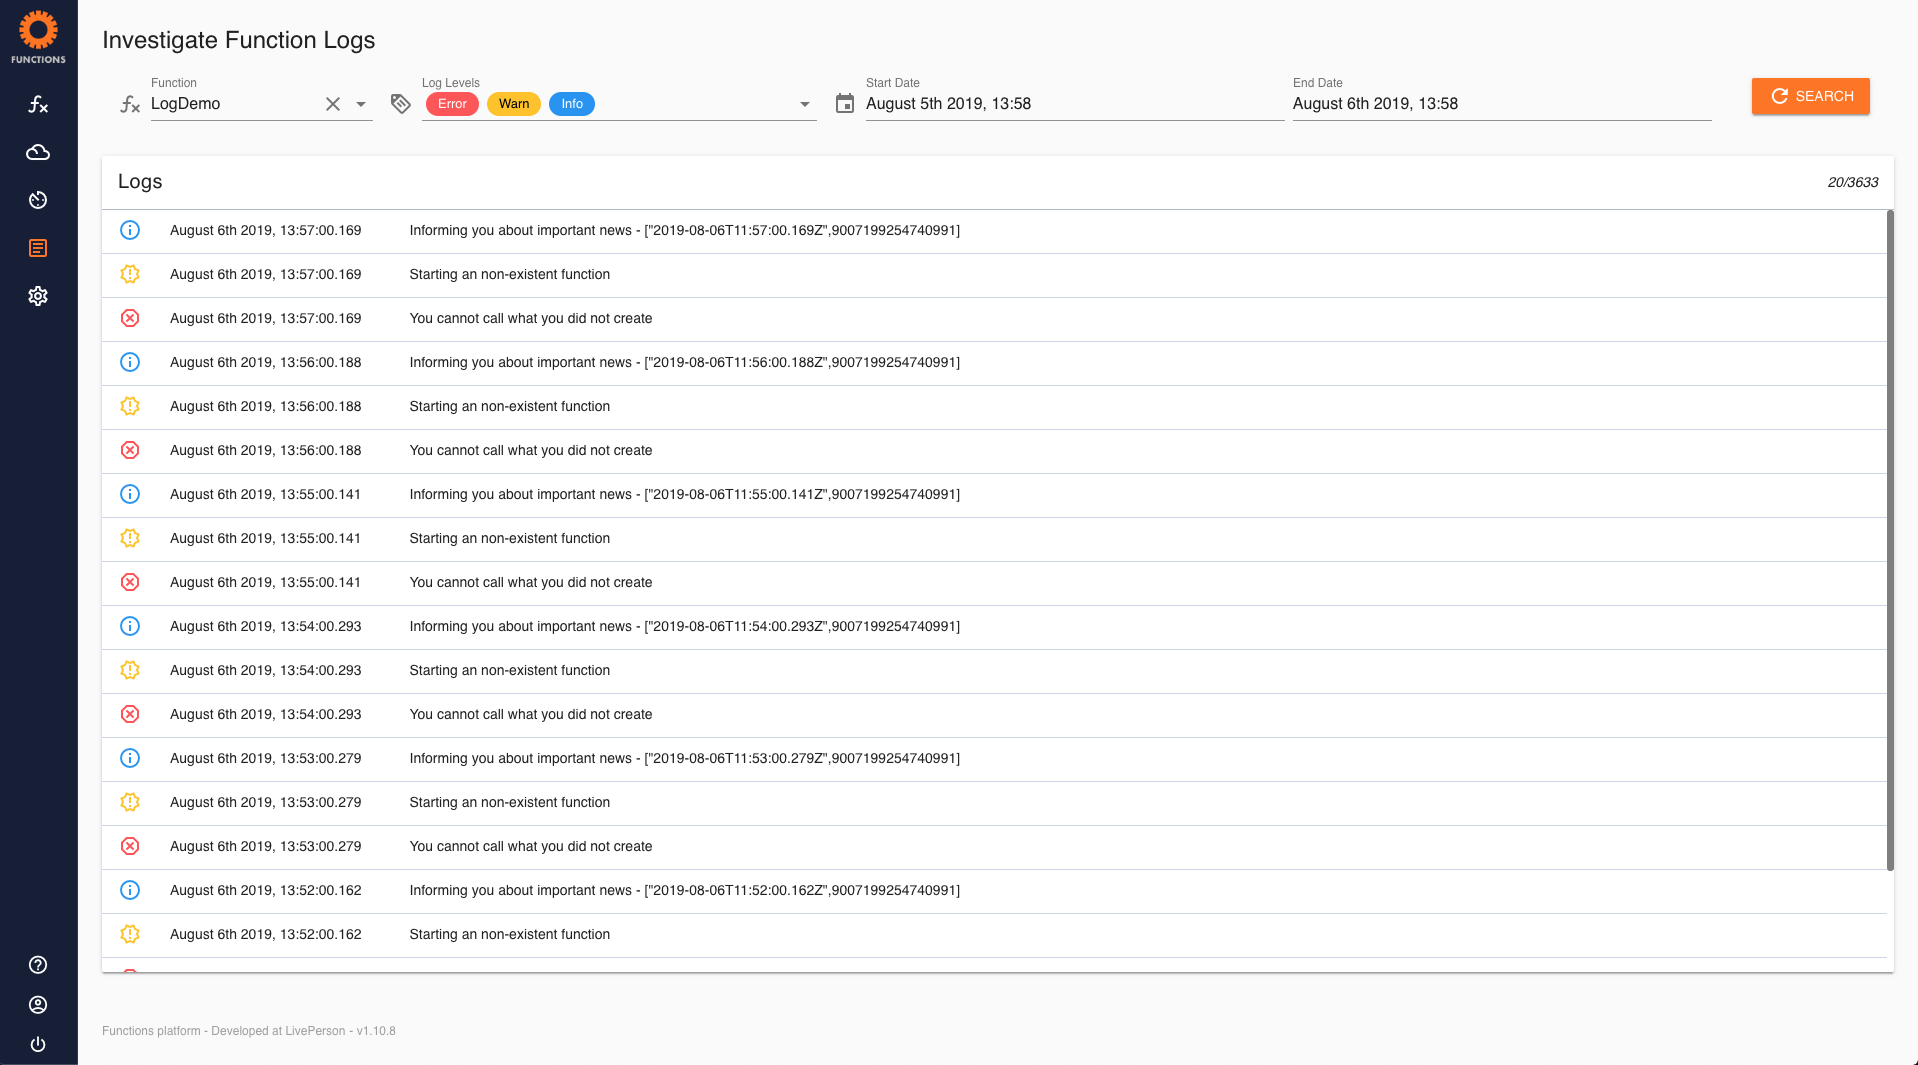 FUNCTIONS
Investigate Function Logs
Function Log Levels Start Date End Date
LogDemo Error Warn Info August 5th 2019, 13:58 August 6th 2019, 13:58 SEARCH
Logs 20/3633
August 6th 2019, 13:57:00.169 Informing you about important news - ["2019-08-06T11:57:00.169Z",9007199254740991]
August 6th 2019, 13:57:00.169 Starting an non-existent function
August 6th 2019, 13:57:00.169 You cannot call what you did not create
August 6th 2019, 13:56:00.188 Informing you about important news - ["2019-08-06T11:56:00.188Z",9007199254740991]
August 6th 2019, 13:56:00.188 Starting an non-existent function
August 6th 2019, 13:56:00.188 You cannot call what you did not create
August 6th 2019, 13:55:00.141 Informing you about important news - ["2019-08-06T11:55:00.141Z",9007199254740991]
August 6th 2019, 13:55:00.141 Starting an non-existent function
August 6th 2019, 13:55:00.141 You cannot call what you did not create
August 6th 2019, 13:54:00.293 Informing you about important news - ["2019-08-06T11:54:00.293Z",9007199254740991]
August 6th 2019, 13:54:00.293 Starting an non-existent function
August 6th 2019, 13:54:00.293 You cannot call what you did not create
August 6th 2019, 13:53:00.279 Informing you about important news - ["2019-08-06T11:53:00.279Z",9007199254740991]
August 6th 2019, 13:53:00.279 Starting an non-existent function
August 6th 2019, 13:53:00.279 You cannot call what you did not create
August 6th 2019, 13:52:00.162 Informing you about important news - ["2019-08-06T11:52:00.162Z",9007199254740991]
August 6th 2019, 13:52:00.162 Starting an non-existent function
Functions platform - Developed at LivePerson - v1.10.8